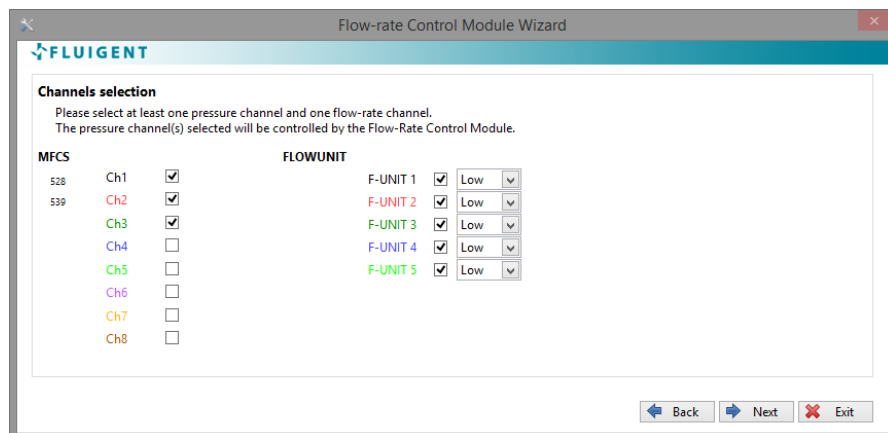 Flow-rate Control Module Wizard
FLUIGENT
Channels selection
Please select at least one pressure channel and one flow-rate channel.
The pressure channel(s) selected will be controlled by the Flow-Rate Control Module.
MFCS FLOWUNIT
528 Ch1 F-UNIT 1 Low
539 Ch2 F-UNIT 2 Low
Ch3 F-UNIT 3 Low
Ch4 F-UNIT 4 Low
Ch5 F-UNIT 5 Low
Ch6
Ch7
Ch8
Back Next Exit